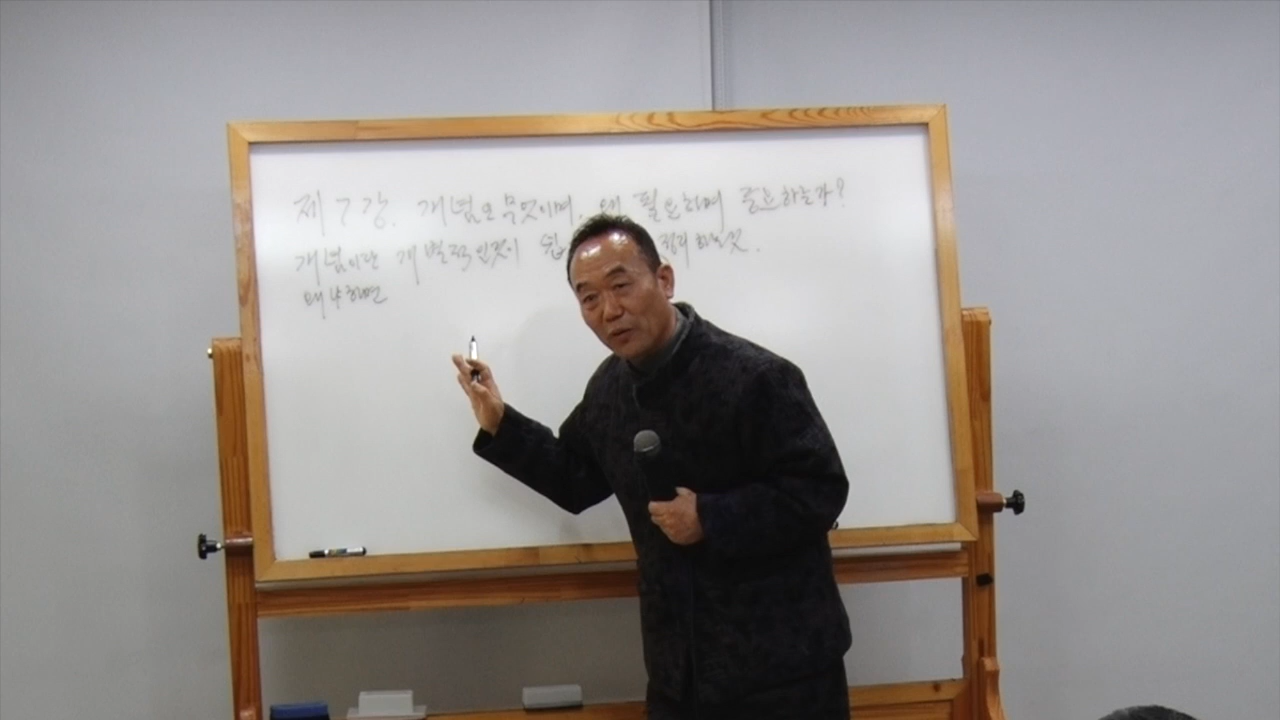 제 7 강. 개념은 무엇이며, 왜 필요하며 필요하는가?
개념이란 개별적인것이 쉽 정리하는것.
왜냐하면